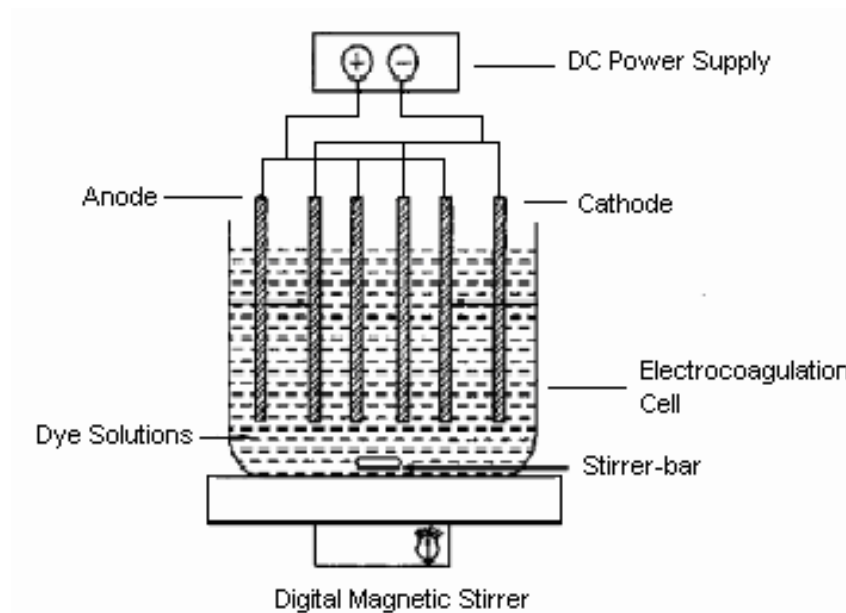 + −
DC Power Supply
Anode
Cathode
Electrocoagulation
Cell
Dye Solutions
Stirrer-bar
Digital Magnetic Stirrer